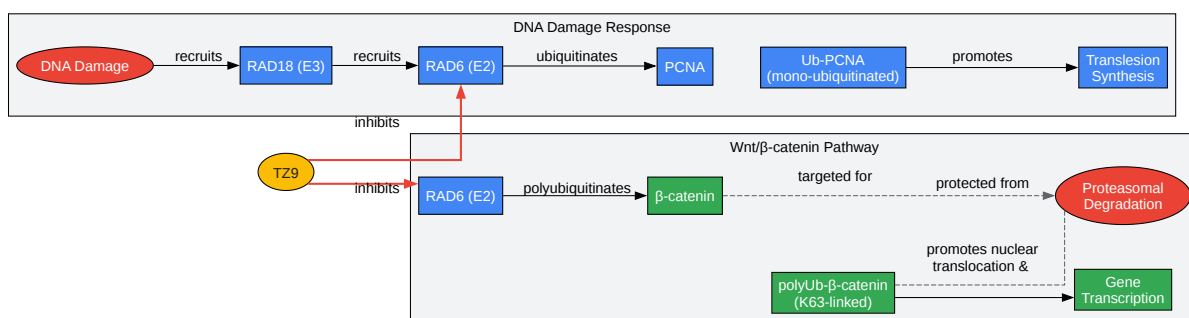 DNA Damage Response
DNA Damage
recruits
RAD18 (E3)
recruits
RAD6 (E2)
ubiquitinates
PCNA
Ub-PCNA
(mono-ubiquitinated)
promotes
Translesion
Synthesis
inhibits
TZ9
inhibits
Wnt/β-catenin Pathway
RAD6 (E2)
polyubiquitinates
β-catenin
targeted for
protected from
Proteasomal
Degradation
promotes nuclear
translocation &
polyUb-β-catenin
(K63-linked)
Gene
Transcription